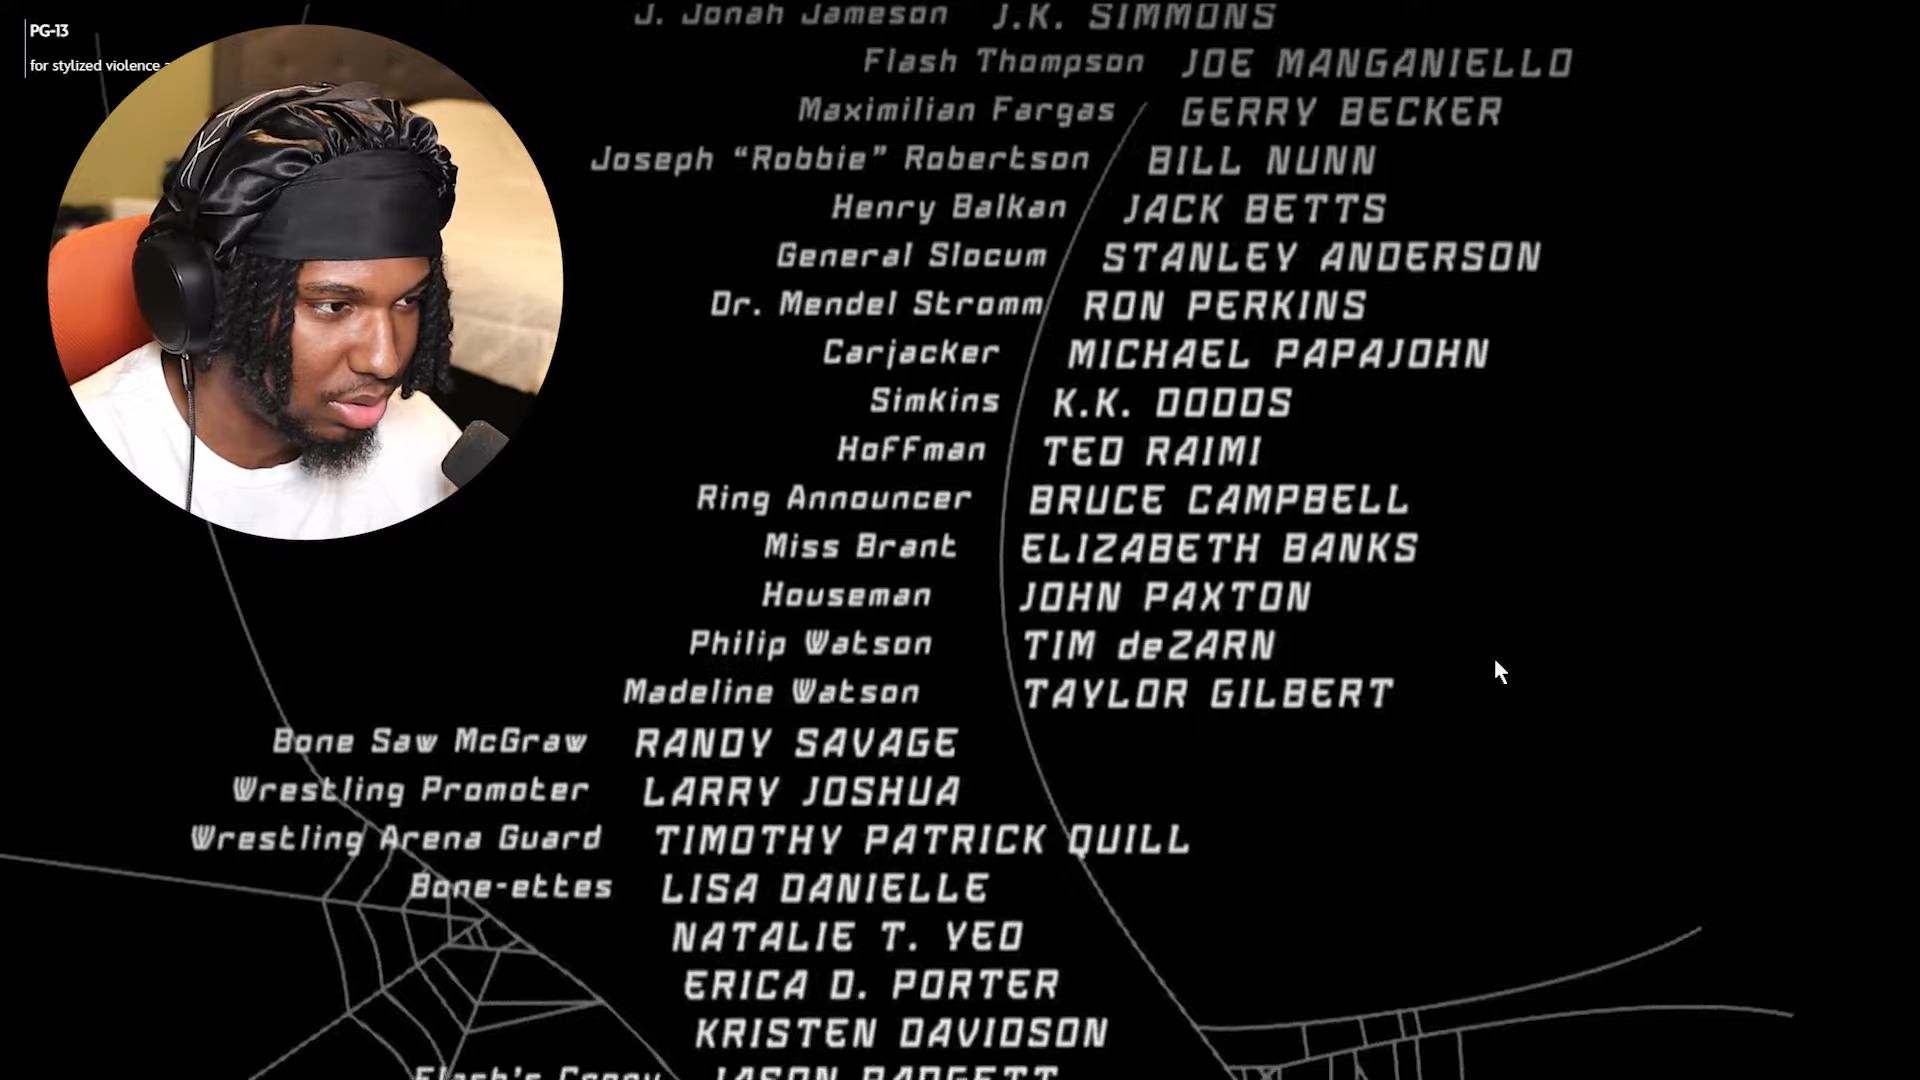 PG-13
for stylized violence
J. Jonah Jameson J.K. SIMMONS
Flash Thompson JOE MANGANIELLO
Maximilian Fargas GERRY BECKER
Joseph “Robbie” Robertson BILL NUNN
Henry Balkan JACK BETTS
General Slocum STANLEY ANDERSON
Dr. Mendel Stromm RON PERKINS
Carjacker MICHAEL PAPAJOHN
Simkins K.K. DODDS
Hoffman TED RAIMI
Ring Announcer BRUCE CAMPBELL
Miss Brant ELIZABETH BANKS
Houseman JOHN PAXTON
Philip Watson TIM deZARN
Madeline Watson TAYLOR GILBERT
Bone Saw McGraw RANDY SAVAGE
Wrestling Promoter LARRY JOSHUA
Wrestling Arena Guard TIMOTHY PATRICK QUILL
Bone-ettes LISA DANIELLE
NATALIE T. YEO
ERICA D. PORTER
KRISTEN DAVIDSON
Flash's Crony JASON PADGETT